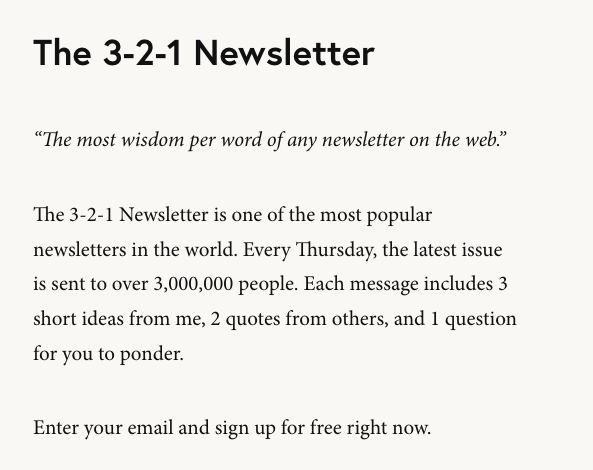 The 3-2-1 Newsletter
“The most wisdom per word of any newsletter on the web.”
The 3-2-1 Newsletter is one of the most popular
newsletters in the world. Every Thursday, the latest issue
is sent to over 3,000,000 people. Each message includes 3
short ideas from me, 2 quotes from others, and 1 question
for you to ponder.
Enter your email and sign up for free right now.